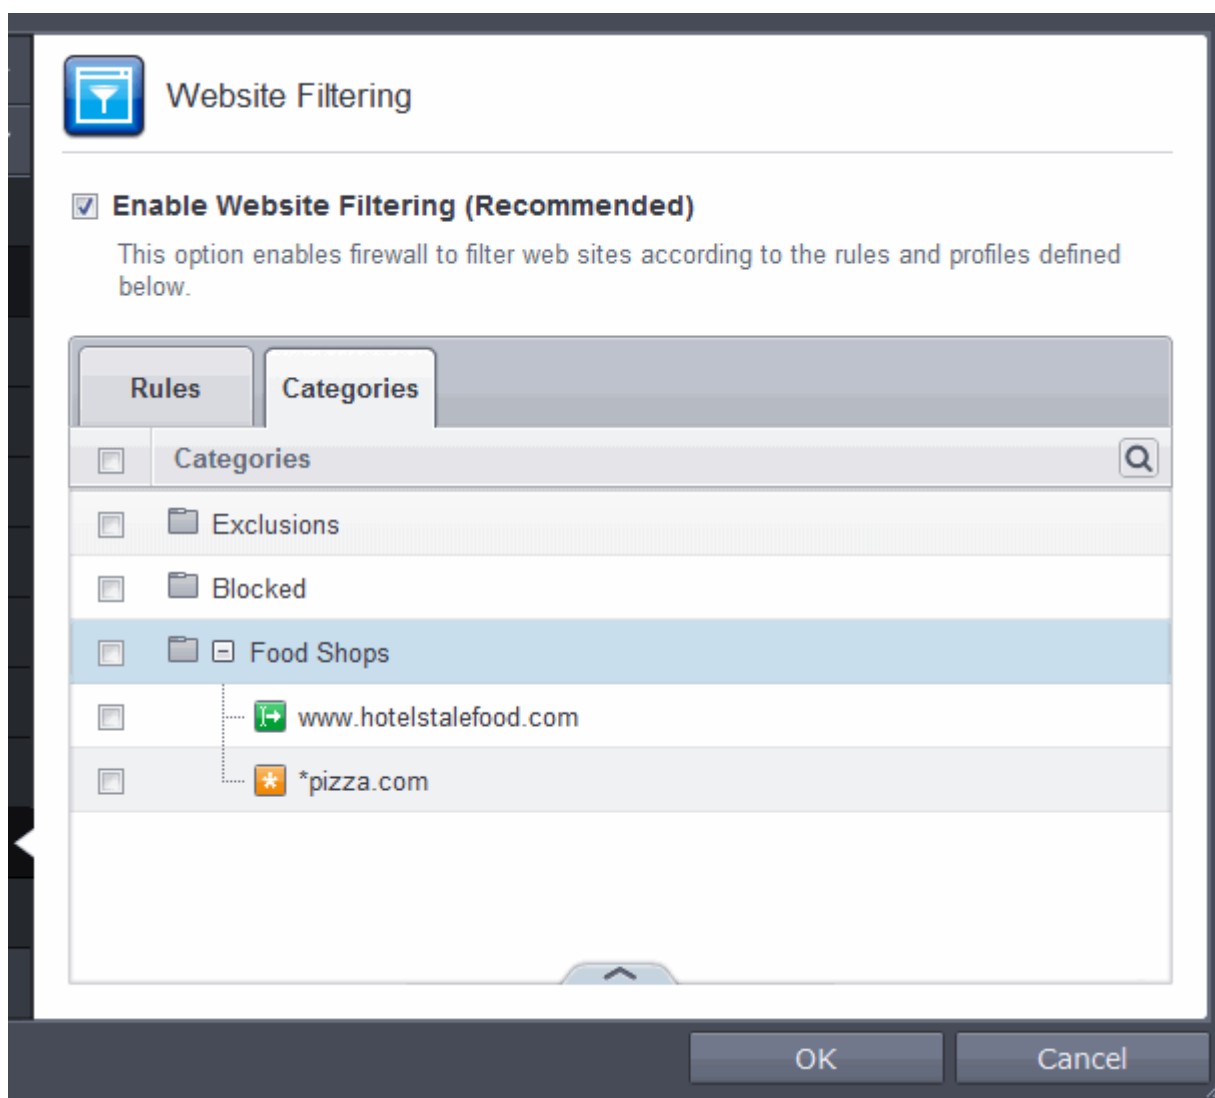 Website Filtering
Enable Website Filtering (Recommended)
This option enables firewall to filter web sites according to the rules and profiles defined
below.
Rules
Categories
Categories
Exclusions
Blocked
Food Shops
www.hotelstalefood.com
*pizza.com
OK
Cancel